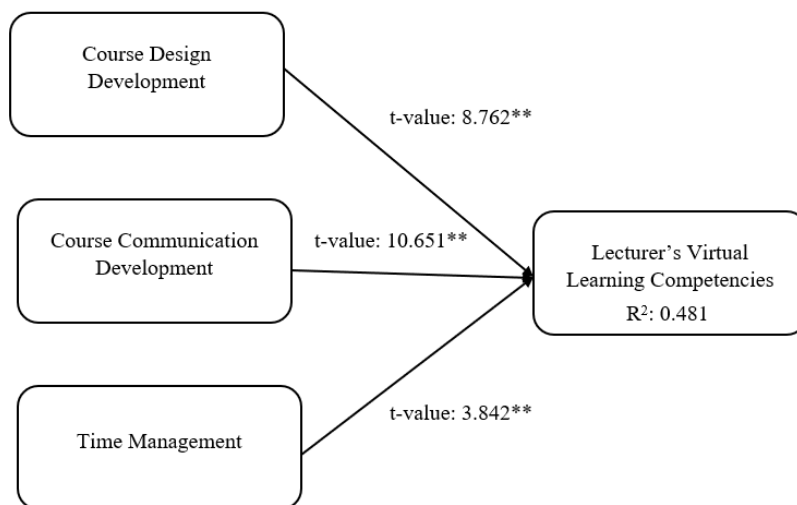 Course Design
Development
t-value: 8.762**
Course Communication
Development
t-value: 10.651**
Lecturer’s Virtual
Learning Competencies
R²: 0.481
Time Management
t-value: 3.842**